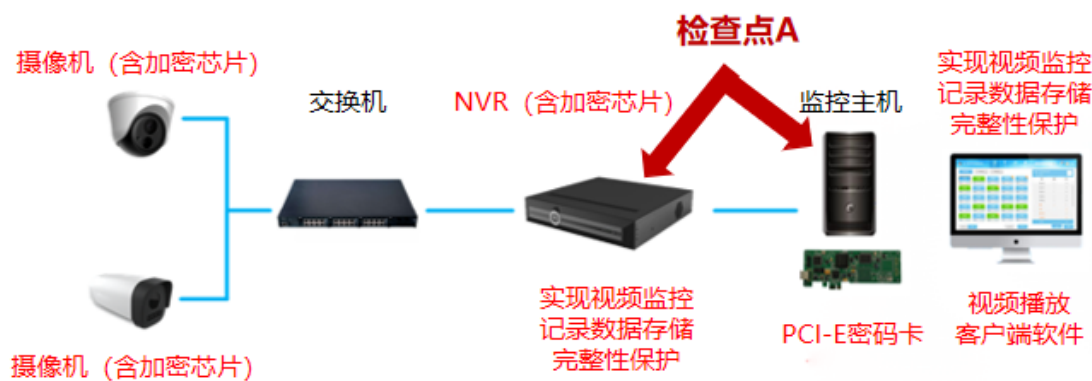 检查点A
摄像机（含加密芯片）
交换机
NVR（含加密芯片）
监控主机
实现视频监控
记录数据存储
完整性保护
实现视频监控
记录数据存储
完整性保护
PCI-E密码卡
视频播放
客户端软件
摄像机（含加密芯片）